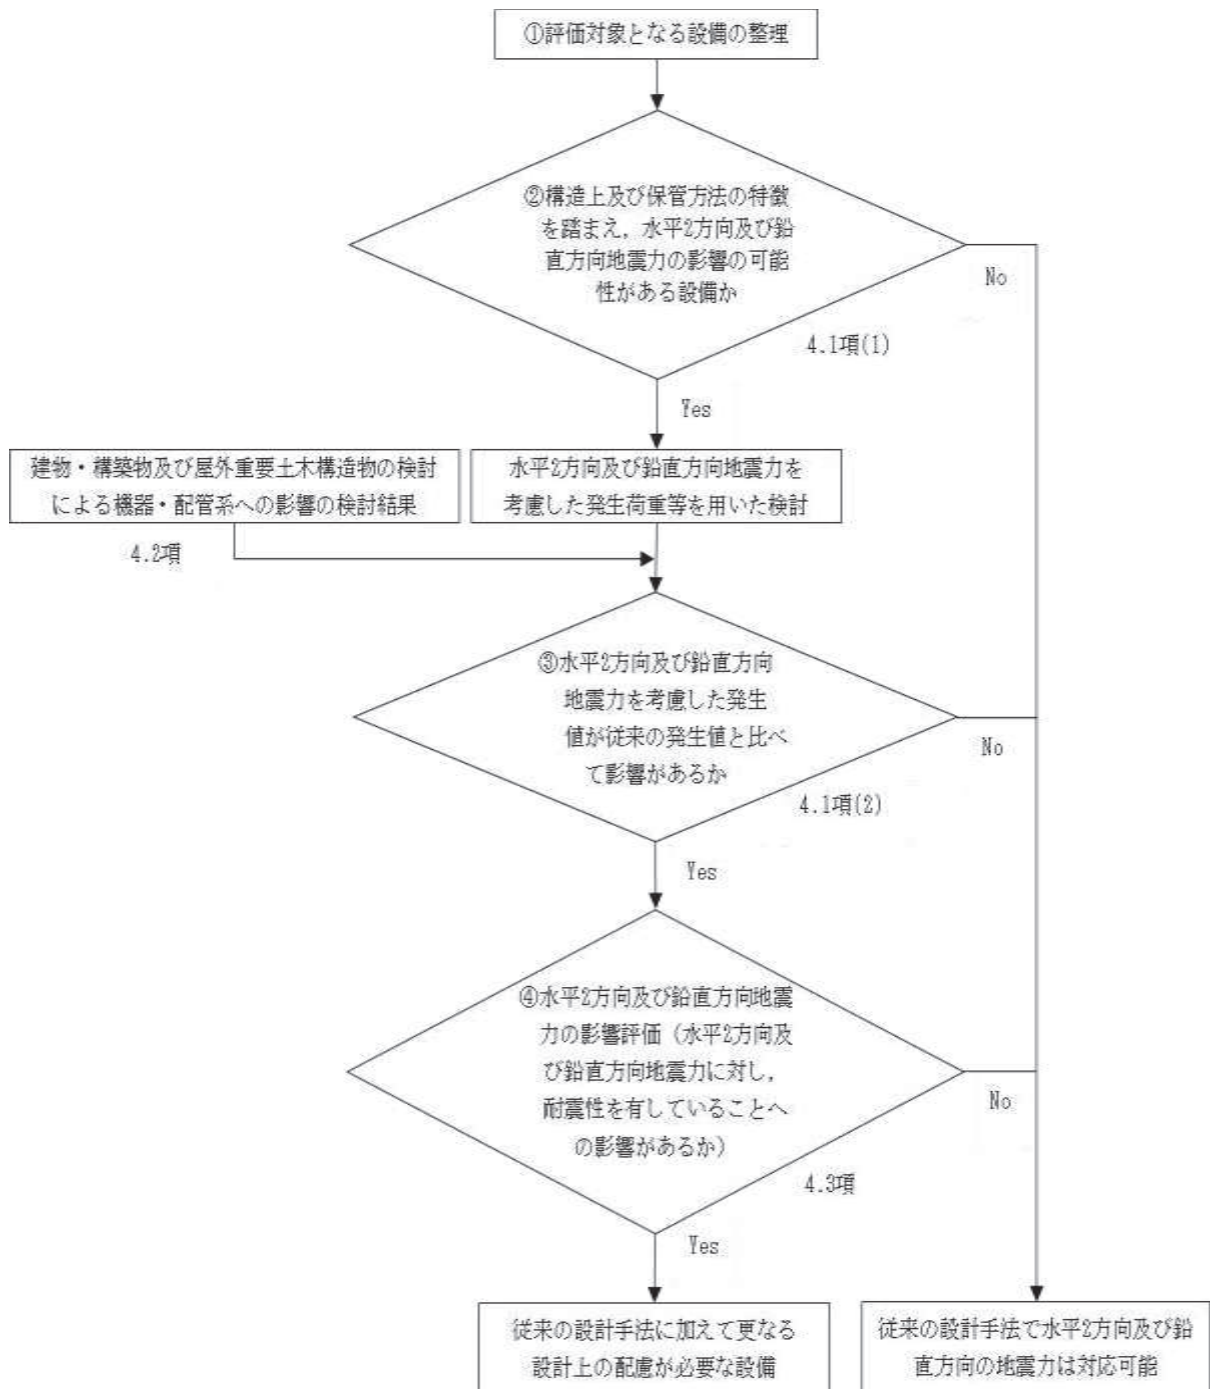 ①評価対象となる設備の整理
②構造上及び保管方法の特徴
を踏まえ，水平2方向及び鉛
直方向地震力の影響の可能
性がある設備か
No
4.1項(1)
Yes
建物・構築物及び屋外重要土木構造物の検討
による機器・配管系への影響の検討結果
水平2方向及び鉛直方向地震力を
考慮した発生荷重等を用いた検討
4.2項
③水平2方向及び鉛直方向
地震力を考慮した発生
値が従来の発生値と比べ
て影響があるか
No
4.1項(2)
Yes
④水平2方向及び鉛直方向地震
力の影響評価（水平2方向及
び鉛直方向地震力に対し，
耐震性を有していることへ
の影響があるか）
No
4.3項
Yes
従来の設計手法に加えて更なる
設計上の配慮が必要な設備
従来の設計手法で水平2方向及び鉛
直方向の地震力は対応可能